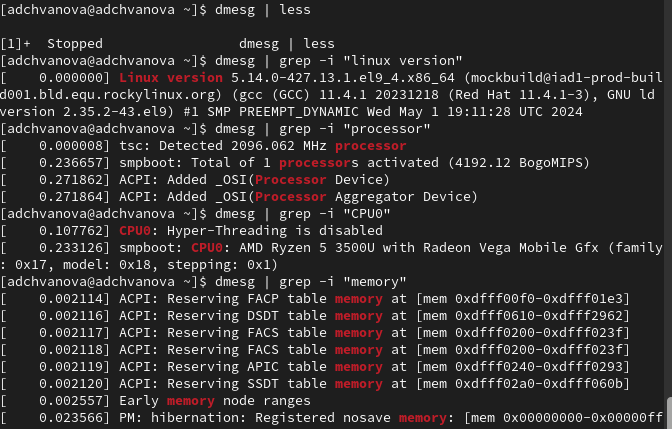 [adchvanova@adchvanova ~]$ dmesg | less

[1]+  Stopped                 dmesg | less
[adchvanova@adchvanova ~]$ dmesg | grep -i "linux version"
[    0.000000] Linux version 5.14.0-427.13.1.el9_4.x86_64 (mockbuild@iad1-prod-buil
d001.bld.equ.rockylinux.org) (gcc (GCC) 11.4.1 20231218 (Red Hat 11.4.1-3), GNU ld
version 2.35.2-43.el9) #1 SMP PREEMPT_DYNAMIC Wed May 1 19:11:28 UTC 2024
[adchvanova@adchvanova ~]$ dmesg | grep -i "processor"
[    0.000008] tsc: Detected 2096.062 MHz processor
[    0.236657] smpboot: Total of 1 processors activated (4192.12 BogoMIPS)
[    0.271862] ACPI: Added _OSI(Processor Device)
[    0.271864] ACPI: Added _OSI(Processor Aggregator Device)
[adchvanova@adchvanova ~]$ dmesg | grep -i "CPU0"
[    0.107762] CPU0: Hyper-Threading is disabled
[    0.233126] smpboot: CPU0: AMD Ryzen 5 3500U with Radeon Vega Mobile Gfx (family
: 0x17, model: 0x18, stepping: 0x1)
[adchvanova@adchvanova ~]$ dmesg | grep -i "memory"
[    0.002114] ACPI: Reserving FACP table memory at [mem 0xdfff00f0-0xdfff01e3]
[    0.002116] ACPI: Reserving DSDT table memory at [mem 0xdfff0610-0xdfff2962]
[    0.002117] ACPI: Reserving FACS table memory at [mem 0xdfff0200-0xdfff023f]
[    0.002118] ACPI: Reserving FACS table memory at [mem 0xdfff0200-0xdfff023f]
[    0.002119] ACPI: Reserving APIC table memory at [mem 0xdfff0240-0xdfff0293]
[    0.002120] ACPI: Reserving SSDT table memory at [mem 0xdfff02a0-0xdfff060b]
[    0.002557] Early memory node ranges
[    0.023566] PM: hibernation: Registered nosave memory: [mem 0x00000000-0x00000ff